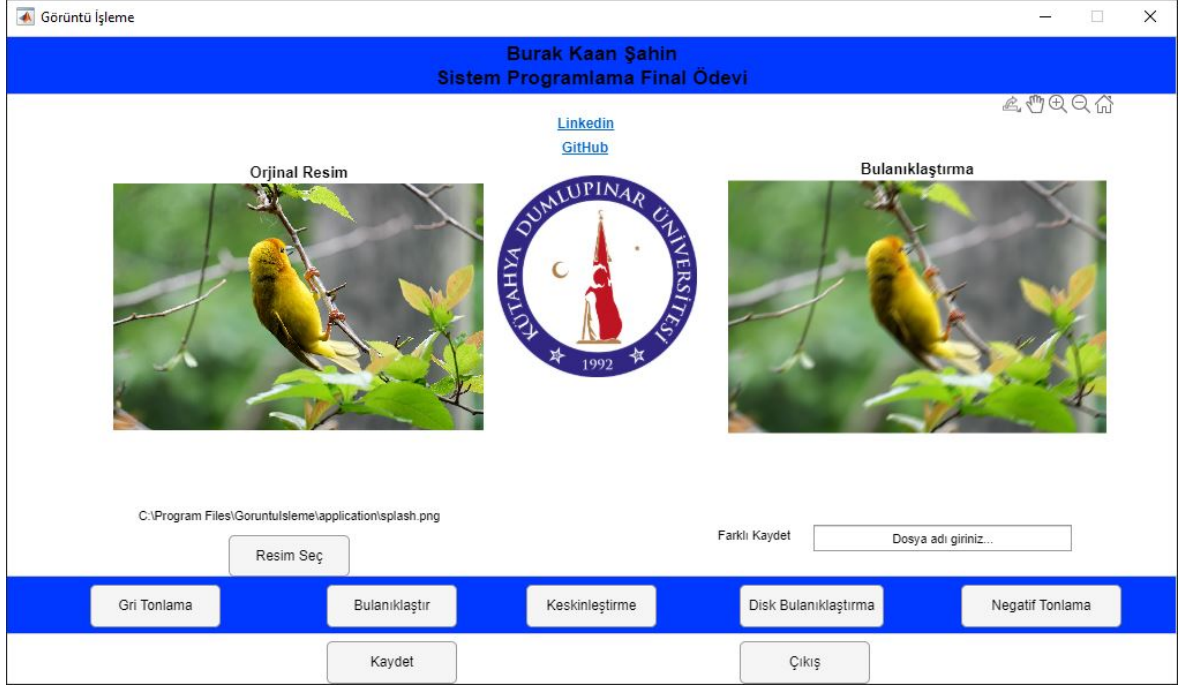 Görüntü İşleme
Burak Kaan Şahin
Sistem Programlama Final Ödevi
Linkedin
GitHub
Orjinal Resim
Bulanıklaştırma
KÜTAHYA DUMLUPINAR ÜNİVERSİTESİ
1992
C:\Program Files\GoruntuIsleme\application\splash.png
Farklı Kaydet
Dosya adı giriniz...
Resim Seç
Gri Tonlama
Bulanıklaştır
Keskinleştirme
Disk Bulanıklaştırma
Negatif Tonlama
Kaydet
Çıkış